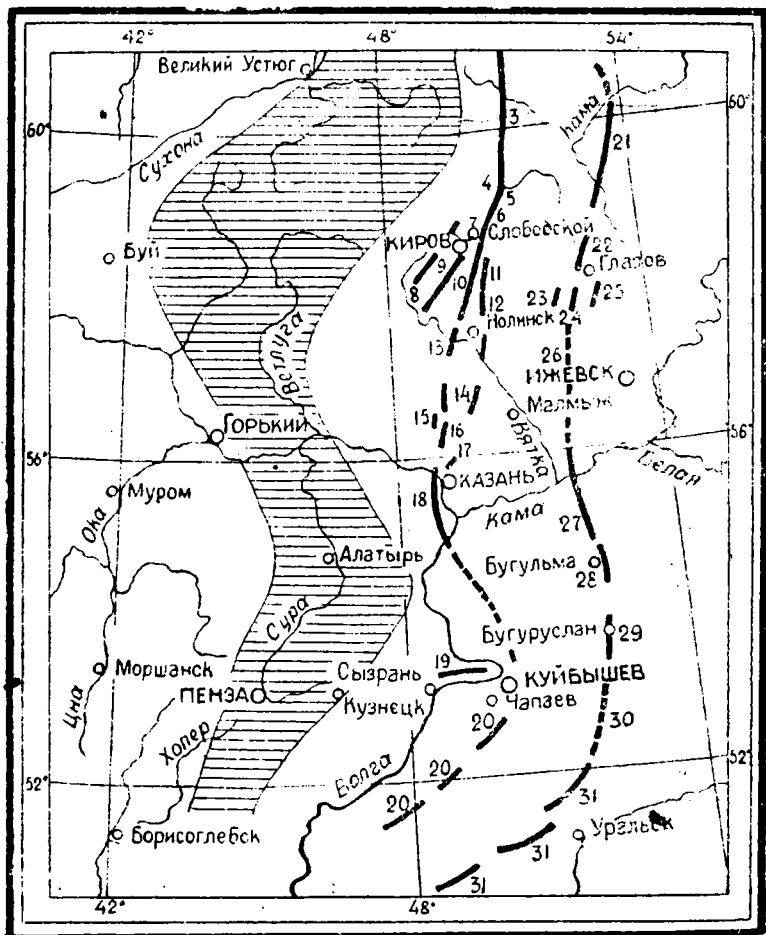 42°
48°
54°
Великий Устюг
Кама
60°
60°
3
21
Сухона
4
5
6
7
Слободской
КИРОВ
22
Глазов
Буй
9
11
8
10
12
23
24
25
Нолинск
Ветлуга
13
26
ИЖЕВСК
14
Малмыж
15
16
Вятка
ГОРЬКИЙ
17
56°
56°
Белая
КАЗАНЬ
18
Муром
Кама
Ока
27
Алатырь
Бугульма
28
Сура
Бугуруслан
29
19
Моршанск
Сызрань
КУЙБЫШЕВ
ПЕНЗА
Цна
Кузнецк
Чапаев
20
30
Хопер
52°
Волга
20
52°
20
31
Борисоглебск
31
Уральск
31
42°
48°